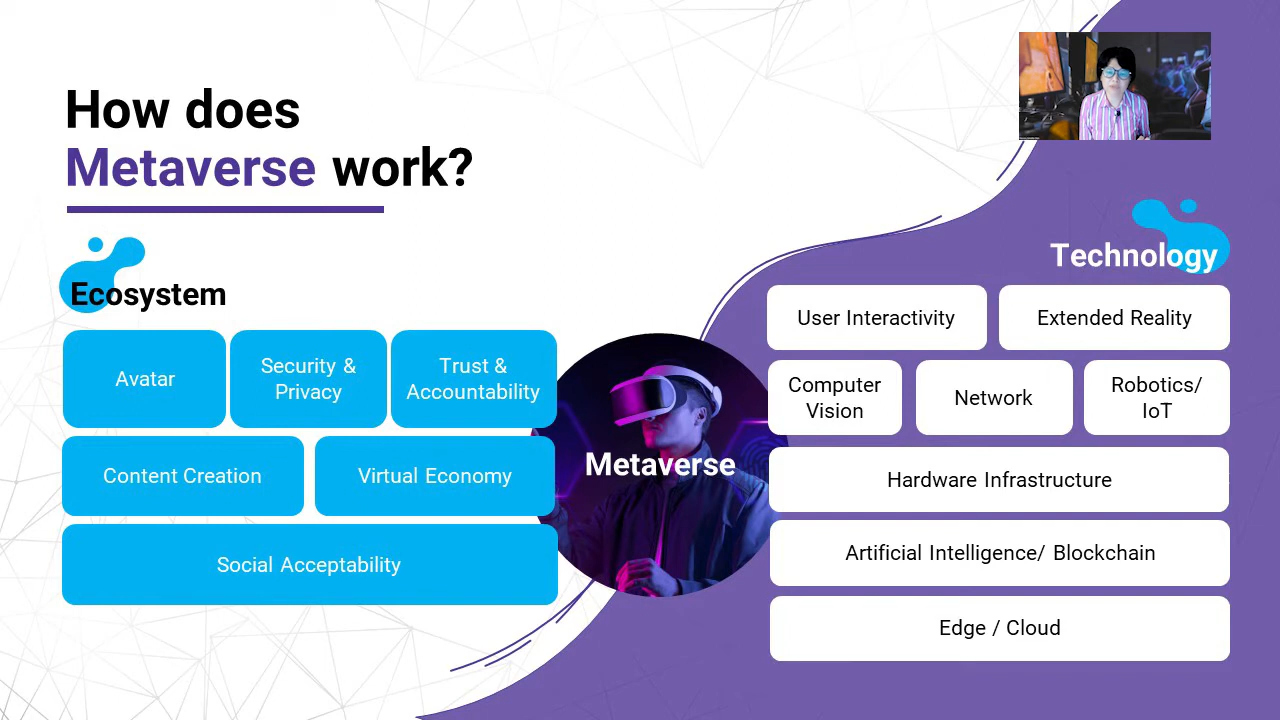 How does
Metaverse work?
Ecosystem
Avatar
Security &
Privacy
Trust &
Accountability
Content Creation
Virtual Economy
Social Acceptability
Metaverse
Technology
User Interactivity
Extended Reality
Computer
Vision
Network
Robotics/
IoT
Hardware Infrastructure
Artificial Intelligence/ Blockchain
Edge / Cloud